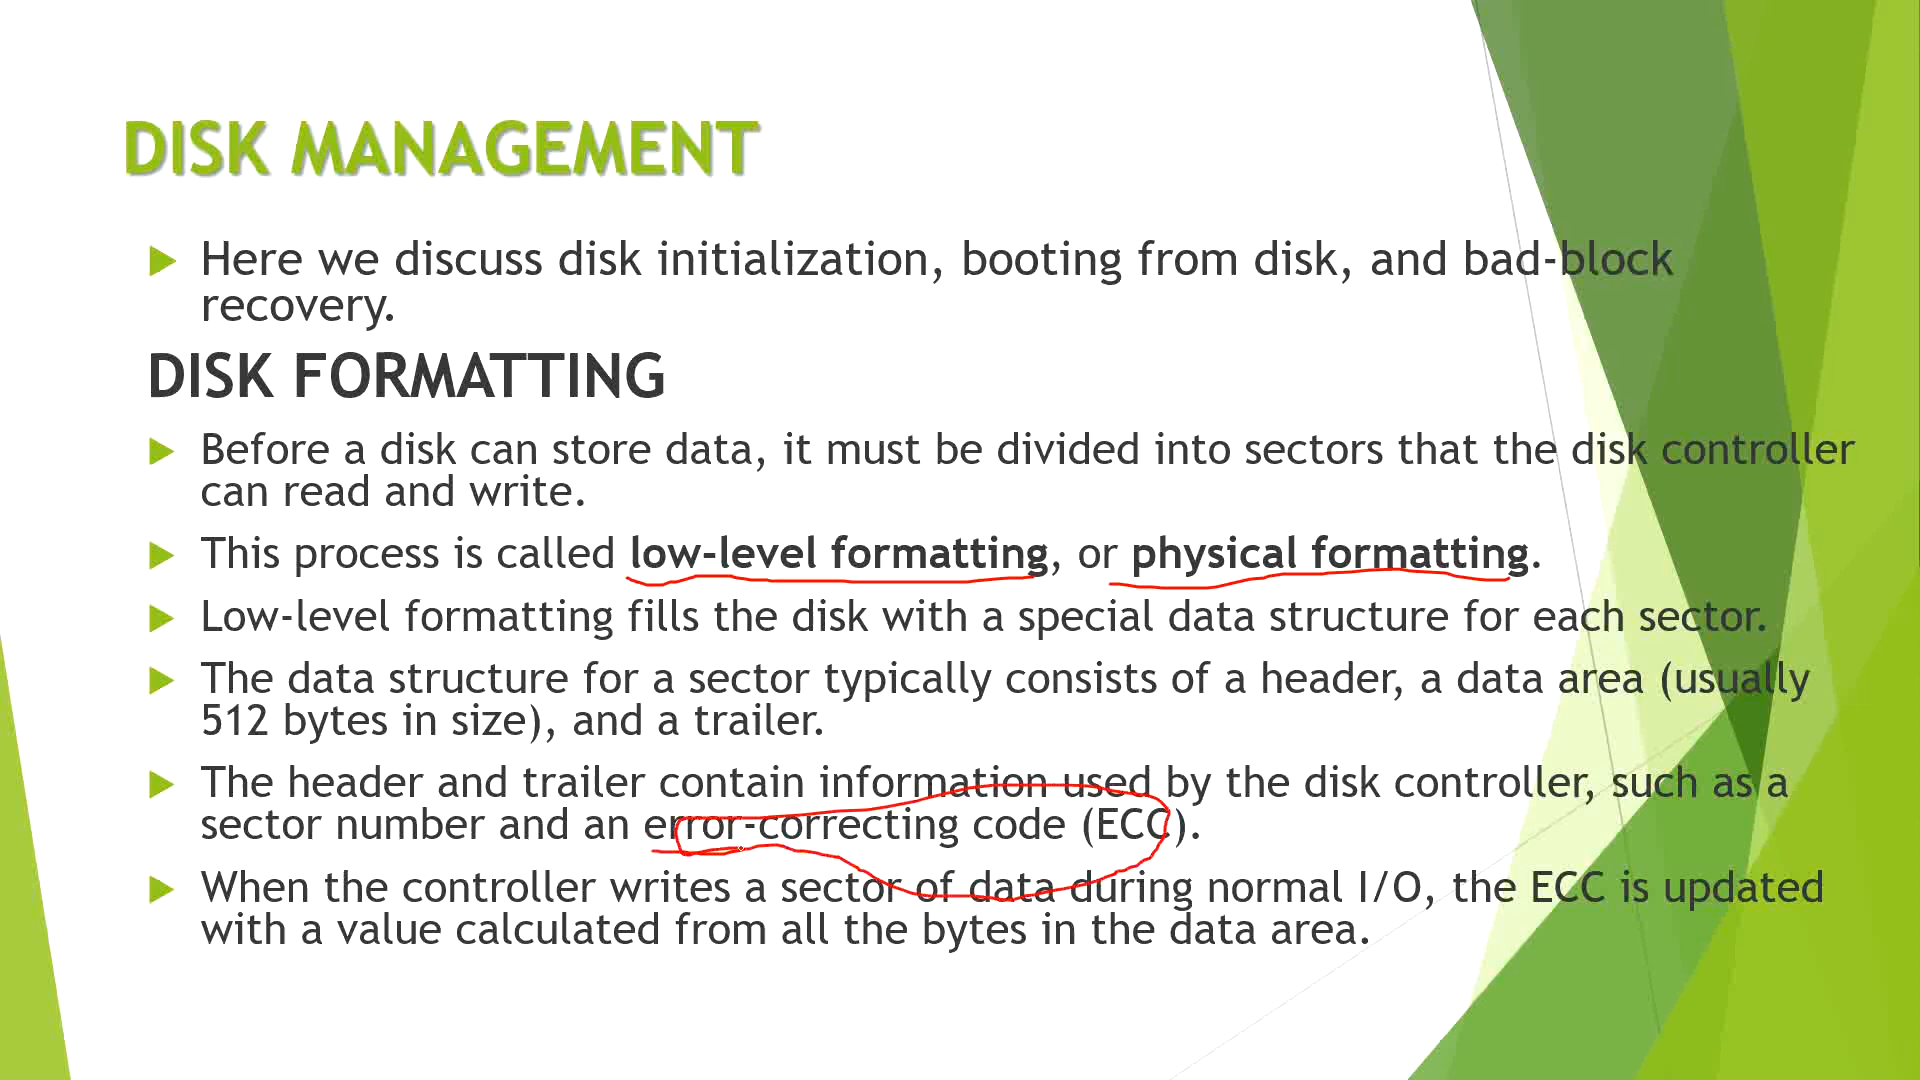 DISK MANAGEMENT
Here we discuss disk initialization, booting from disk, and bad-block
recovery.
DISK FORMATTING
Before a disk can store data, it must be divided into sectors that the disk controller
can read and write.
This process is called low-level formatting, or physical formatting.
Low-level formatting fills the disk with a special data structure for each sector.
The data structure for a sector typically consists of a header, a data area (usually
512 bytes in size), and a trailer.
The header and trailer contain information used by the disk controller, such as a
sector number and an error-correcting code (ECC).
When the controller writes a sector of data during normal I/O, the ECC is updated
with a value calculated from all the bytes in the data area.